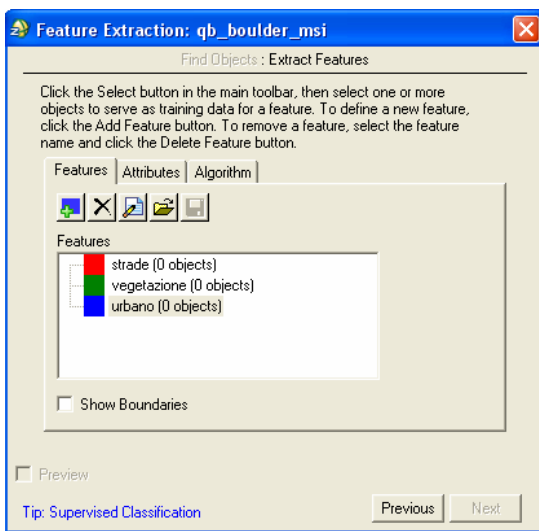 Feature Extraction: qb_boulder_msi
Find Objects : Extract Features
Click the Select button in the main toolbar, then select one or more
objects to serve as training data for a feature. To define a new feature,
click the Add Feature button. To remove a feature, select the feature
name and click the Delete Feature button.
Features Attributes Algorithm
Features
strade (0 objects)
vegetazione (0 objects)
urbano (0 objects)
Show Boundaries
Preview
Tip: Supervised Classification
Previous Next